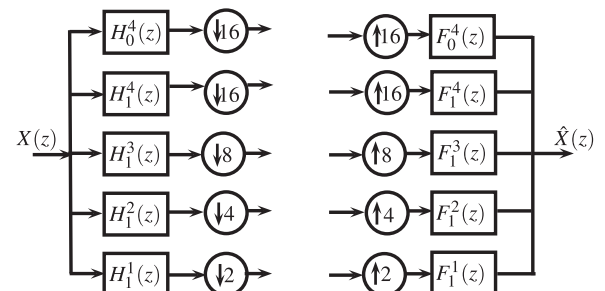 H_0^4(z) ↓16 ↑16 F_0^4(z)
H_1^4(z) ↓16 ↑16 F_1^4(z)
X(z) H_1^3(z) ↓8 ↑8 F_1^3(z) X̂(z)
H_1^2(z) ↓4 ↑4 F_1^2(z)
H_1^1(z) ↓2 ↑2 F_1^1(z)